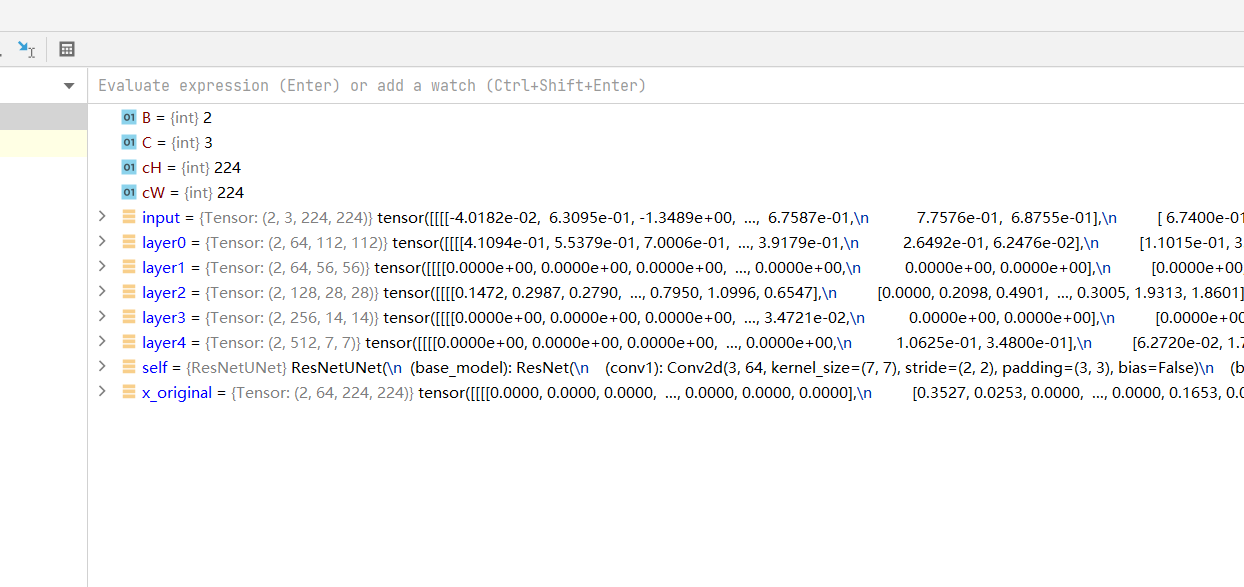 Evaluate expression (Enter) or add a watch (Ctrl+Shift+Enter)
01 B = {int} 2
01 C = {int} 3
01 cH = {int} 224
01 cW = {int} 224
input = {Tensor: (2, 3, 224, 224)} tensor([[[[-4.0182e-02, 6.3095e-01, -1.3489e+00, ..., 6.7587e-01,\n 7.7576e-01, 6.8755e-01],\n [ 6.7400e-01
layer0 = {Tensor: (2, 64, 112, 112)} tensor([[[[4.1094e-01, 5.5379e-01, 7.0006e-01, ..., 3.9179e-01,\n 2.6492e-01, 6.2476e-02],\n [1.1015e-01, 3.
layer1 = {Tensor: (2, 64, 56, 56)} tensor([[[[0.0000e+00, 0.0000e+00, 0.0000e+00, ..., 0.0000e+00,\n 0.0000e+00, 0.0000e+00],\n [0.0000e+00,
layer2 = {Tensor: (2, 128, 28, 28)} tensor([[[[0.1472, 0.2987, 0.2790, ..., 0.7950, 1.0996, 0.6547],\n [0.0000, 0.2098, 0.4901, ..., 0.3005, 1.9313, 1.8601]
layer3 = {Tensor: (2, 256, 14, 14)} tensor([[[[0.0000e+00, 0.0000e+00, 0.0000e+00, ..., 3.4721e-02,\n 0.0000e+00, 0.0000e+00],\n [0.0000e+00
layer4 = {Tensor: (2, 512, 7, 7)} tensor([[[[0.0000e+00, 0.0000e+00, 0.0000e+00, ..., 0.0000e+00,\n 1.0625e-01, 3.4800e-01],\n [6.2720e-02, 1.7
self = {ResNetUNet} ResNetUNet(\n (base_model): ResNet(\n (conv1): Conv2d(3, 64, kernel_size=(7, 7), stride=(2, 2), padding=(3, 3), bias=False)\n (b
x_original = {Tensor: (2, 64, 224, 224)} tensor([[[[0.0000, 0.0000, 0.0000, ..., 0.0000, 0.0000, 0.0000],\n [0.3527, 0.0253, 0.0000, ..., 0.0000, 0.1653, 0.0